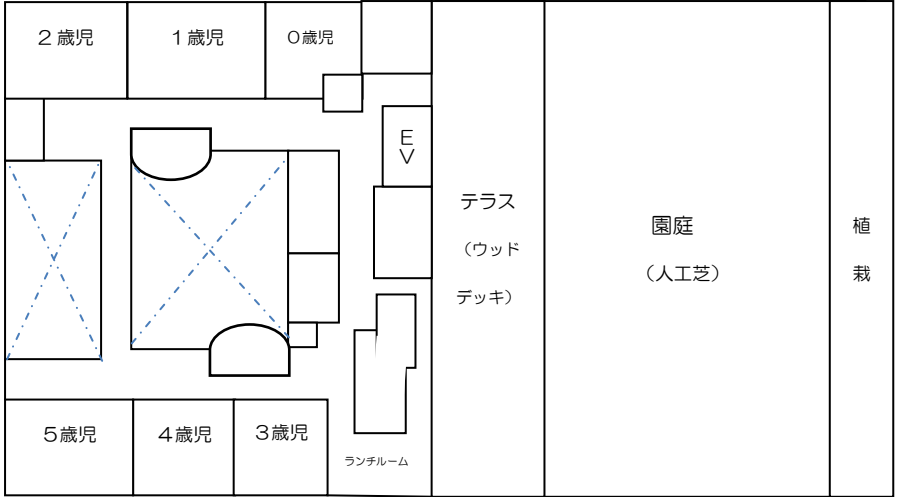 2 歳児
1歳児
0歳児
EV
テラス
（ウッド
デッキ）
園庭
（人工芝）
植
栽
5歳児
4歳児
3歳児
ランチルーム